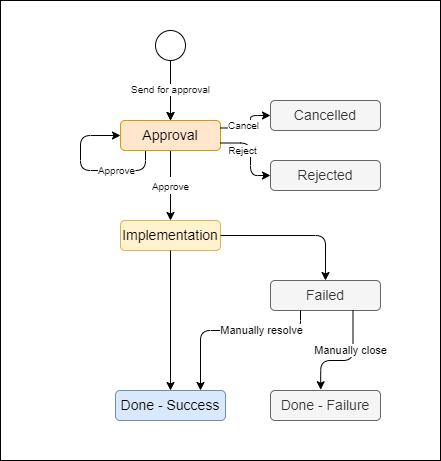 Send for approval
Approval
Cancel
Cancelled
Reject
Rejected
Approve
Approve
Implementation
Failed
Manually resolve
Manually close
Done - Success
Done - Failure